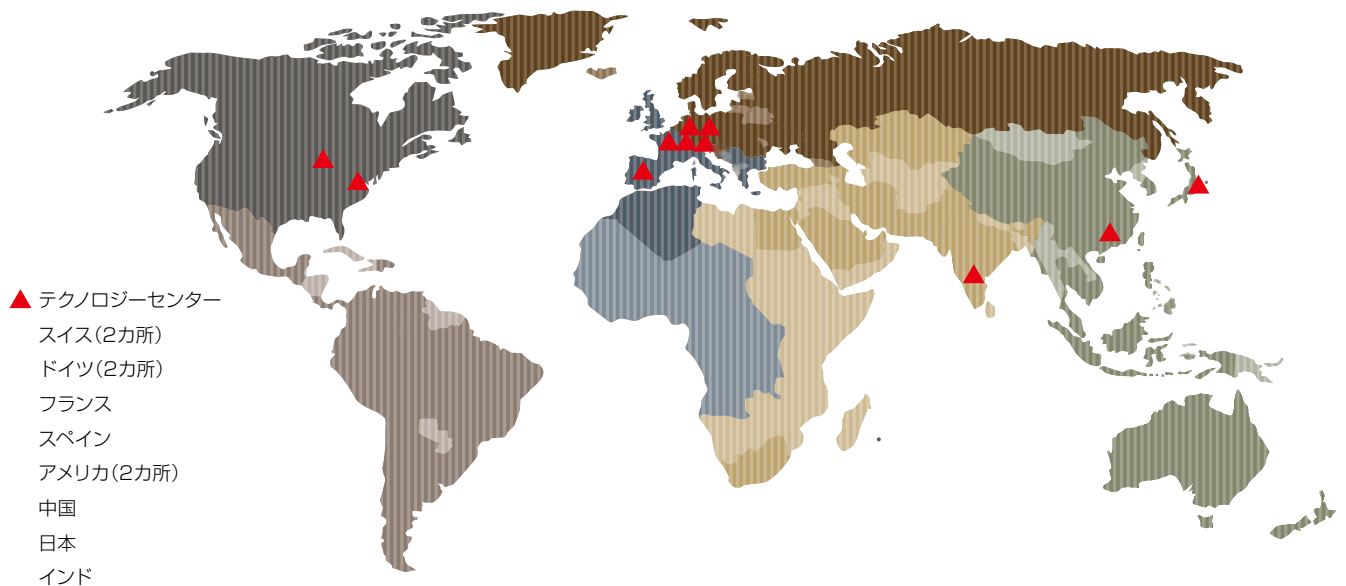 テクノロジーセンター
スイス(2カ所)
ドイツ(2カ所)
フランス
スペイン
アメリカ(2カ所)
中国
日本
インド